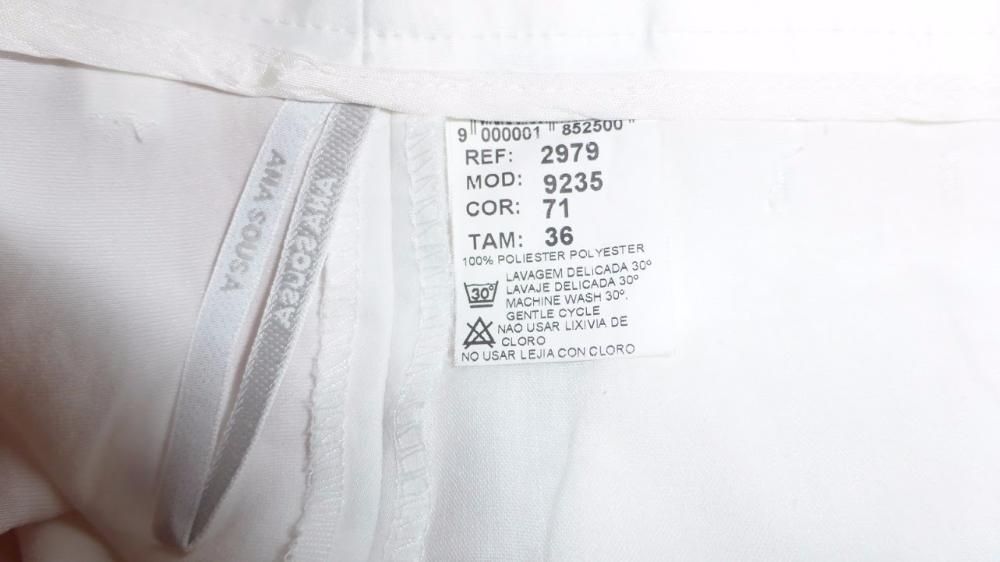 ANA SOUSA
ANA SOUSA
9 000001 852500
REF: 2979
MOD: 9235
COR: 71
TAM: 36
100% POLIESTER POLYESTER
30°
LAVAGEM DELICADA 30º
LAVAJE DELICADA 30º
MACHINE WASH 30º.
GENTLE CYCLE
NAO USAR LIXIVIA DE
CLORO
NO USAR LEJIA CON CLORO